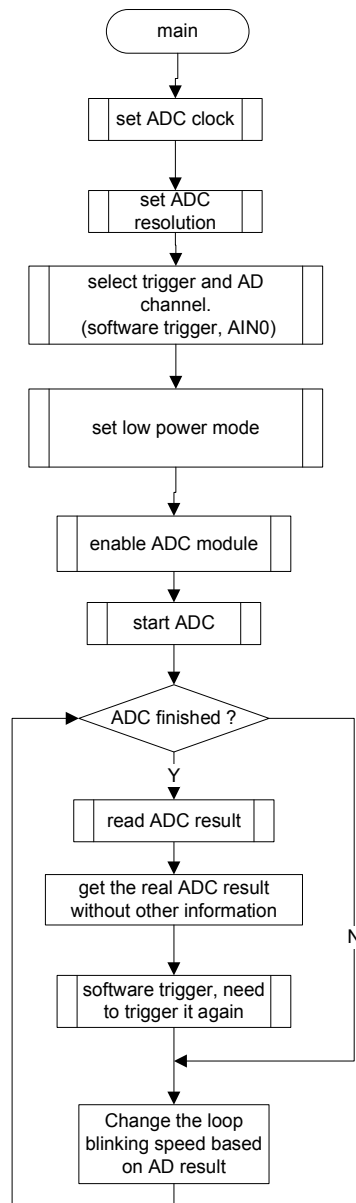 main
set ADC clock
set ADC
resolution
select trigger and AD
channel.
(software trigger, AIN0)
set low power mode
enable ADC module
start ADC
ADC finished ?
Y
read ADC result
get the real ADC result
without other information
N
software trigger, need
to trigger it again
Change the loop
blinking speed based
on AD result